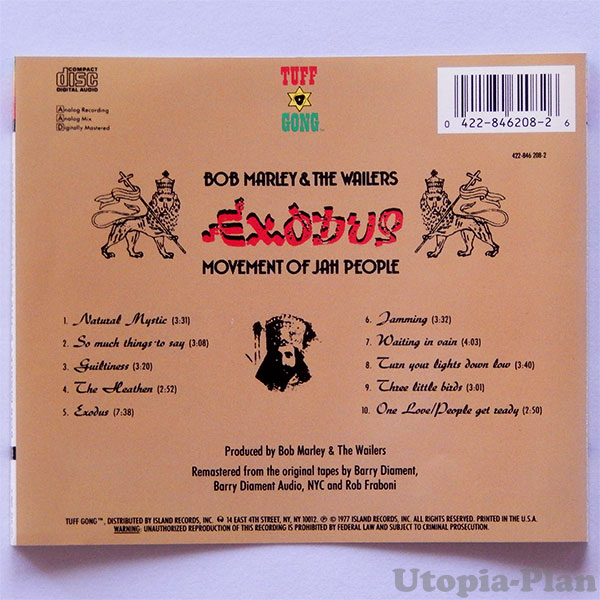 COMPACT
disc
DIGITAL AUDIO
Analog Recording
Analog Mix
Digitally Mastered
TUFF
GONG™
0 422-846208-2 6
422-846 208-2
BOB MARLEY & THE WAILERS
Exodus
MOVEMENT OF JAH PEOPLE
1. Natural Mystic (3:31)
2. So much things to say (3:08)
3. Guiltiness (3:20)
4. The Heathen (2:52)
5. Exodus (7:38)
6. Jamming (3:32)
7. Waiting in vain (4:03)
8. Turn your lights down low (3:40)
9. Three little birds (3:01)
10. One Love/People get ready (2:50)
Produced by Bob Marley & The Wailers
Remastered from the original tapes by Barry Diament,
Barry Diament Audio, NYC and Rob Fraboni
TUFF GONG™, DISTRIBUTED BY ISLAND RECORDS, INC. 14 EAST 4TH STREET, NY, NY 10012. ℗ © 1977 ISLAND RECORDS, INC. ALL RIGHTS RESERVED. PRINTED IN THE U.S.A.
WARNING: UNAUTHORIZED REPRODUCTION OF THIS RECORDING IS PROHIBITED BY FEDERAL LAW AND SUBJECT TO CRIMINAL PROSECUTION.
Utopia-Plan